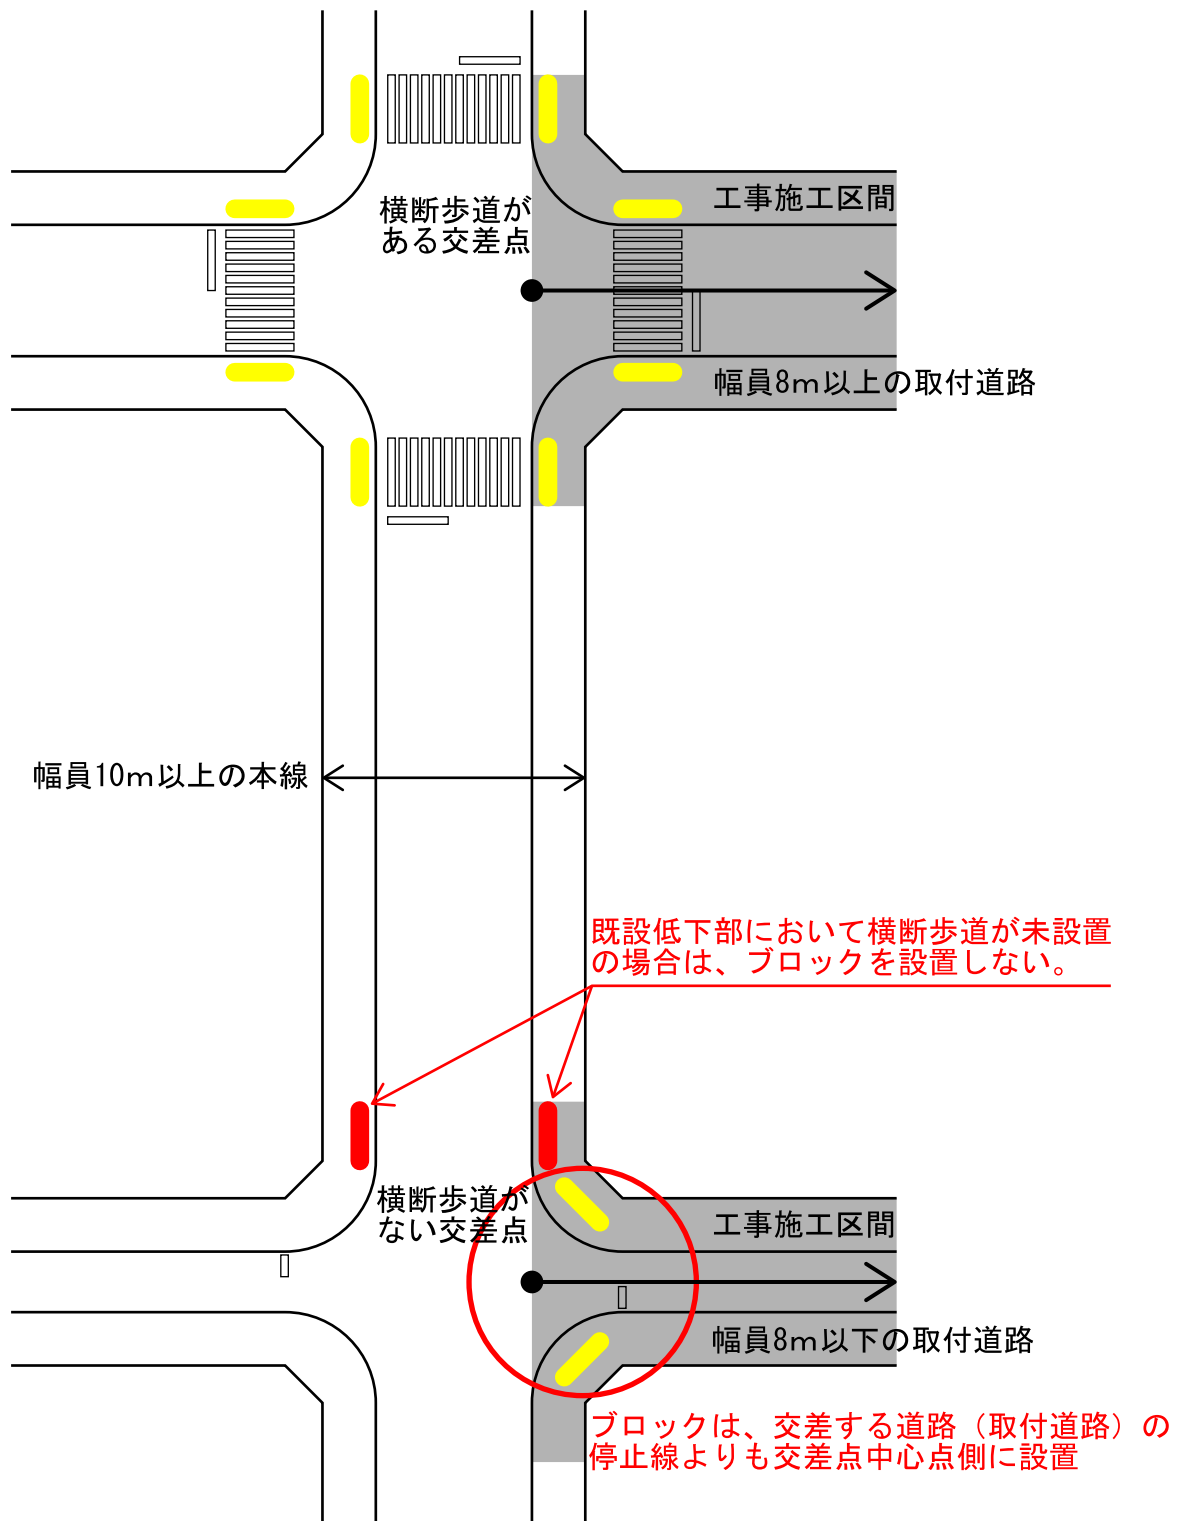 横断歩道が
ある交差点
工事施工区間
幅員8m以上の取付道路
幅員10m以上の本線
既設低下部において横断歩道が未設置
の場合は、ブロックを設置しない。
横断歩道が
ない交差点
工事施工区間
幅員8m以下の取付道路
ブロックは、交差する道路（取付道路）の
停止線よりも交差点中心点側に設置